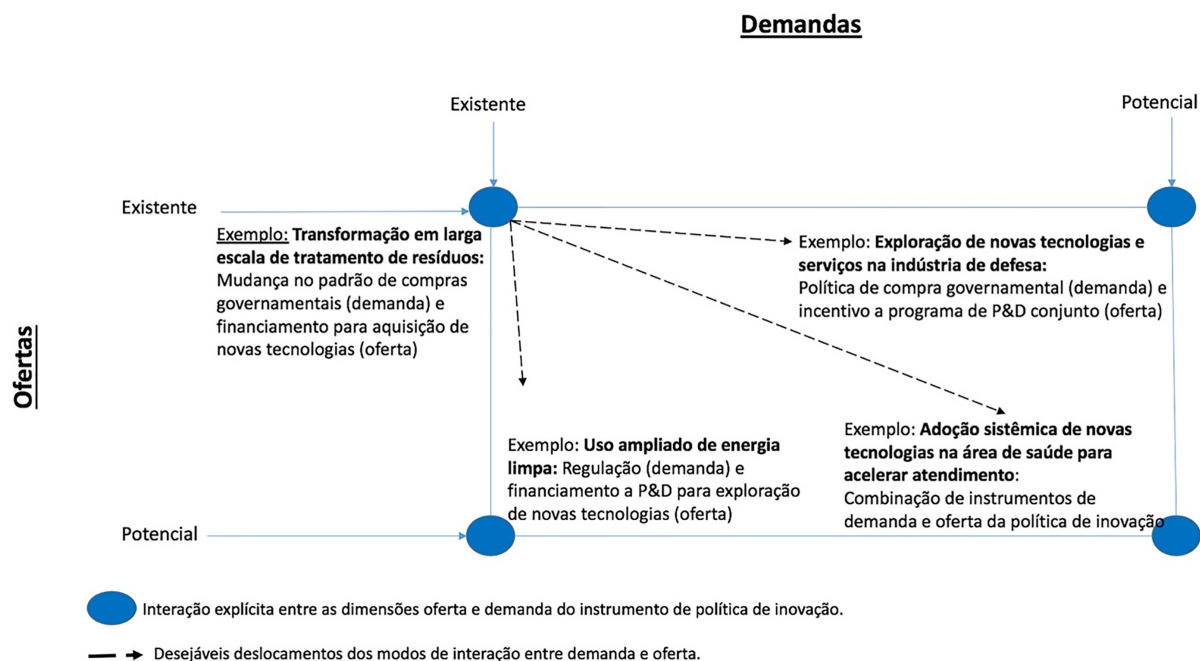 Demandas
Existente
Potencial
Existente
Exemplo: Transformação em larga
escala de tratamento de resíduos:
Mudança no padrão de compras
governamentais (demanda) e
financiamento para aquisição de
novas tecnologias (oferta)
Exemplo: Exploração de novas tecnologias e
serviços na indústria de defesa:
Política de compra governamental (demanda) e
incentivo a programa de P&D conjunto (oferta)
Ofertas
Exemplo: Uso ampliado de energia
limpa: Regulação (demanda) e
financiamento a P&D para exploração
de novas tecnologias (oferta)
Exemplo: Adoção sistêmica de novas
tecnologias na área de saúde para
acelerar atendimento:
Combinação de instrumentos de
demanda e oferta da política de inovação
Potencial
Interação explícita entre as dimensões oferta e demanda do instrumento de política de inovação.
Desejáveis deslocamentos dos modos de interação entre demanda e oferta.